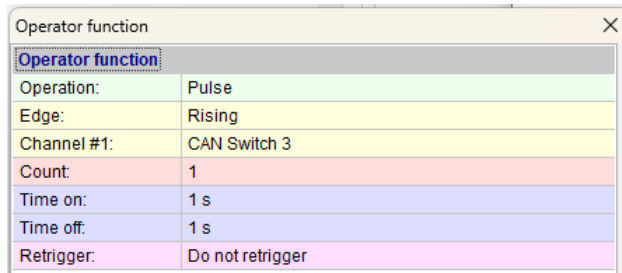 Operator function
Operator function
Operation: Pulse
Edge: Rising
Channel #1: CAN Switch 3
Count: 1
Time on: 1 s
Time off: 1 s
Retrigger: Do not retrigger